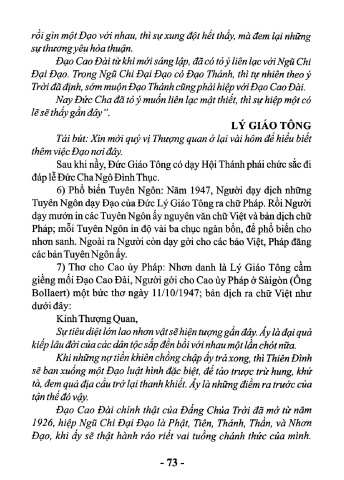 rồi gìn một Đạo với nhau, thì sự xung đột hết thấy, mà đem lại những
sự thương yêu hòa thuận.
Đạo Cao Đài từ khi mới sáng lập, đã có tỏ ý liên lạc với Ngũ Chi
Đại Đạo. Trong Ngũ Chi Đại Đạo có Đạo Thánh, thì tự nhiên theo ý
Trời đã định, sớm muộn Đạo Thánh cũng phải hiệp với Đạo Cao Đài.
Nay Đức Cha đã tỏ ý muốn liên lạc mật thiết, thì sự hiệp một có
lẽ sẽ thấy gần đây”.
LÝ GIÁO TÔNG
Tái bút: Xin mời quý vị Thượng quan ở lại vài hôm để hiểu biết
thêm việc Đạo nơi đây.
Sau khi nầy, Đức Giáo Tông có dạy Hội Thánh phái chức sắc đi
đáp lễ Đức Cha Ngô Đình Thục.
6) Phổ biến Tuyên Ngôn: Năm 1947, Người dạy dịch những
Tuyên Ngôn dạy Đạo của Đức Lý Giáo Tông ra chữ Pháp. Rồi Người
dạy mướn in các Tuyên Ngôn ấy nguyên văn chữ Việt và bản dịch chữ
Pháp; mỗi Tuyên Ngôn in độ vài ba chục ngàn bổn, để phổ biến cho
nhơn sanh. Ngoài ra Người còn dạy gởi cho các báo Việt, Pháp đăng
các bản Tuyên Ngôn ấy.
7) Thơ cho Cao ủy Pháp: Nhơn danh là Lý Giáo Tông cầm
giềng mối Đạo Cao Đài, Người gởi cho Cao ủy Pháp ở Sàigòn (Ông
Bollaert) một bức thơ ngày 11/10/1947; bản dịch ra chữ Việt như
dưới đây:
Kính Thượng Quan,
Sự tiêu diệt lớn lao nhơn vật sẽ hiện tượng gần đây. Ấy là đại quả
kiếp lâu đời của các dân tộc sắp đền bồi với nhau một lần chót nữa.
Khi những nợ tiền khiên chồng chập ấy trả xong, thì Thiên Đình
sẽ ban xuống một Đạo luật hình đặc biệt, để tảo trược trừ hung, khử
tà, đem quả địa cầu trở lại thanh khiết. Ấy là những điềm ra trước của
tận thế đó vậy.
Đạo Cao Đài chính thật của Đấng Chúa Trời đã mở từ năm
1926, hiệp Ngũ Chi Đại Đạo là Phật, Tiên, Thánh, Thần, và Nhơn
Đạo, khi ấy sẽ thật hành ráo riết vai tuồng chánh thức của mình.
- 73 -